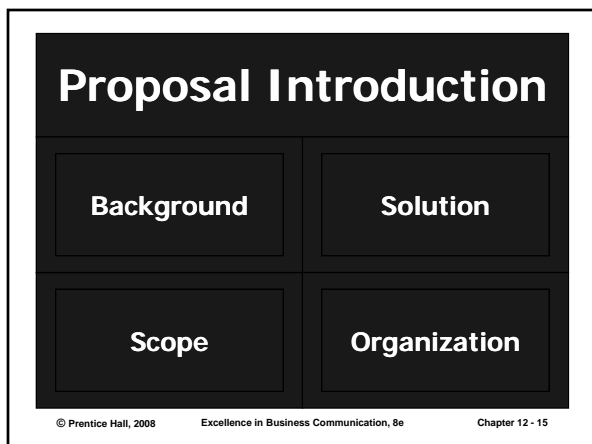 Proposal Introduction
Background
Solution
Scope
Organization
© Prentice Hall, 2008 Excellence in Business Communication, 8e Chapter 12 - 15